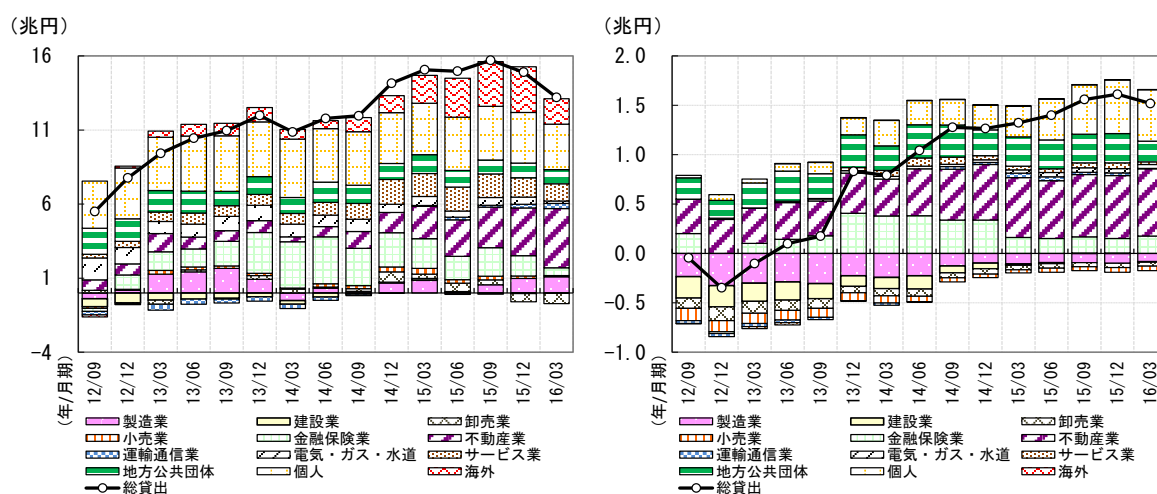 （兆円）
16
11
6
1
−4
12/09
12/12
13/03
13/06
13/09
13/12
14/03
14/06
14/09
14/12
15/03
15/06
15/09
15/12
16/03
（年/月期）
製造業
建設業
卸売業
小売業
金融保険業
不動産業
運輸通信業
電気・ガス・水道
サービス業
地方公共団体
個人
海外
総貸出
（兆円）
2.0
1.5
1.0
0.5
0.0
−0.5
−1.0
12/09
12/12
13/03
13/06
13/09
13/12
14/03
14/06
14/09
14/12
15/03
15/06
15/09
15/12
16/03
（年/月期）
製造業
建設業
卸売業
小売業
金融保険業
不動産業
運輸通信業
電気・ガス・水道
サービス業
地方公共団体
個人
海外
総貸出